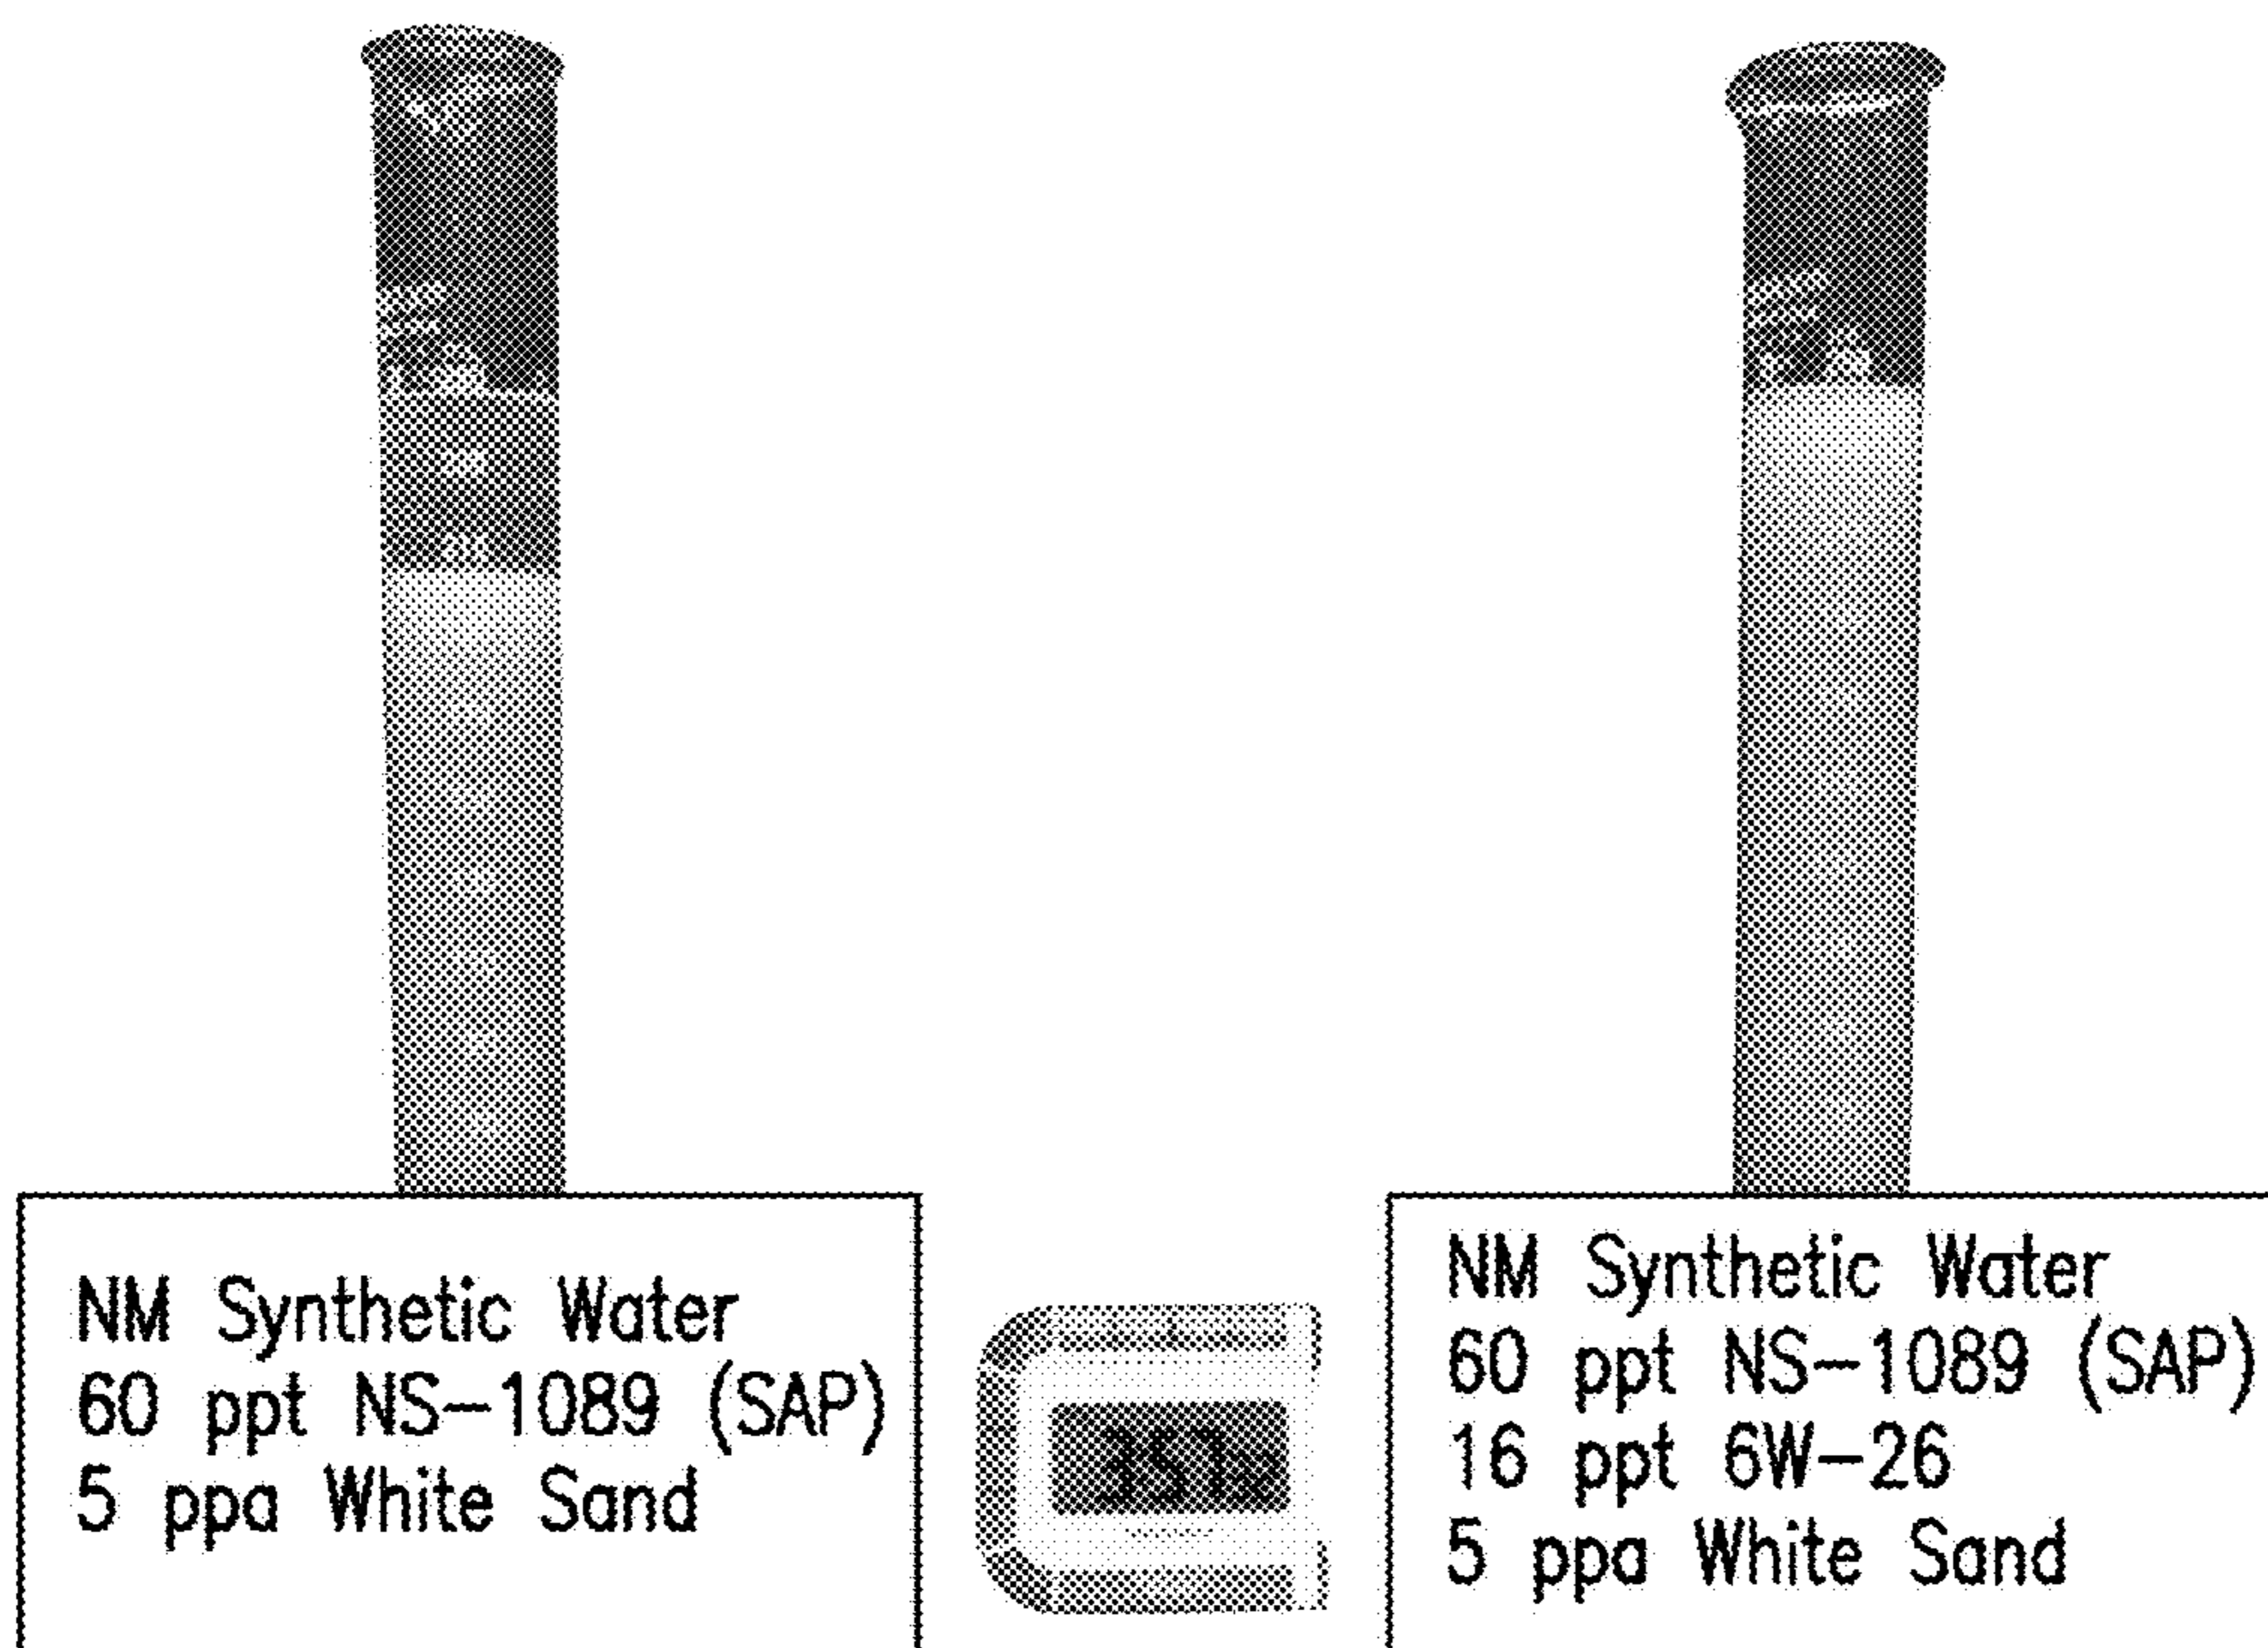 NM Synthetic Water
60 ppt NS-1089 (SAP)
5 ppa White Sand
NM Synthetic Water
60 ppt NS-1089 (SAP)
16 ppt 6W-26
5 ppa White Sand